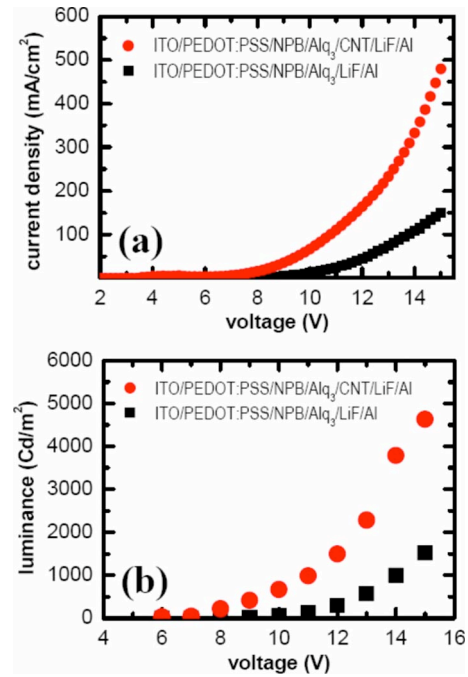 600
500
400
300
200
100
current density (mA/cm²)
ITO/PEDOT:PSS/NPB/Alq₃/CNT/LiF/Al
ITO/PEDOT:PSS/NPB/Alq₃/LiF/Al
(a)
2 4 6 8 10 12 14
voltage (V)
6000
5000
4000
3000
2000
1000
0
luminance (Cd/m²)
ITO/PEDOT:PSS/NPB/Alq₃/CNT/LiF/Al
ITO/PEDOT:PSS/NPB/Alq₃/LiF/Al
(b)
4 6 8 10 12 14 16
voltage (V)